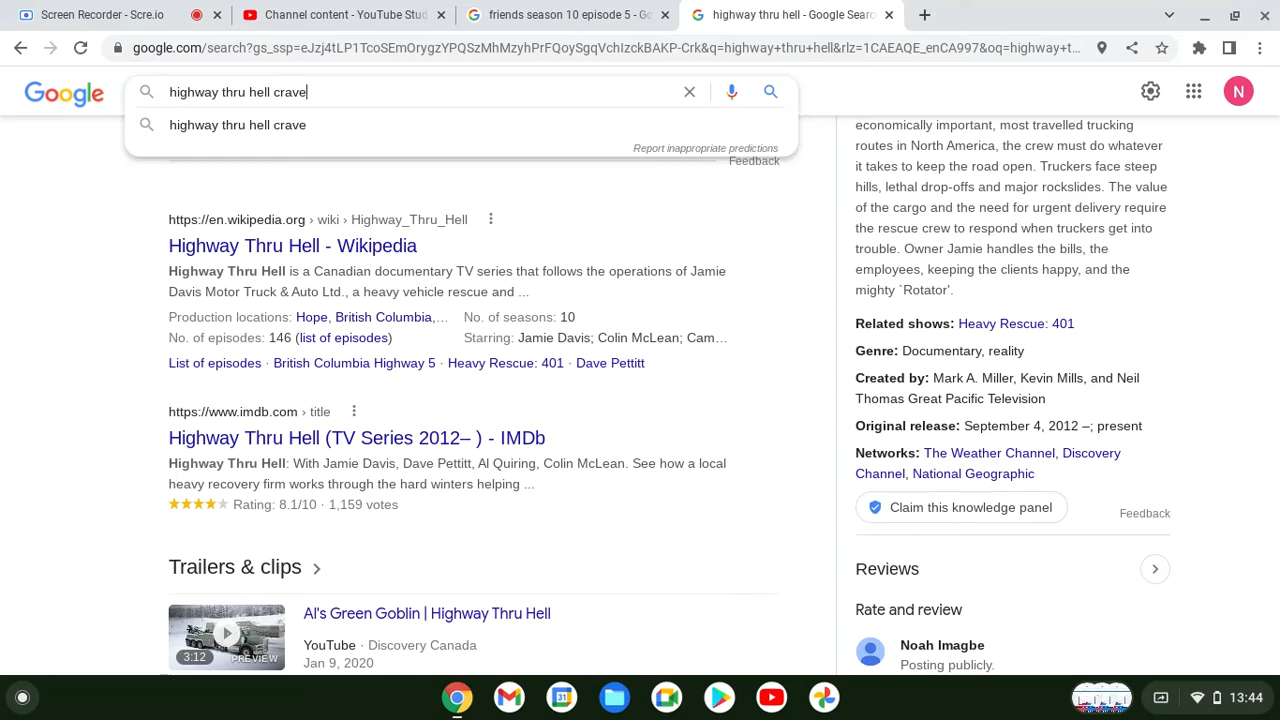 Screen Recorder - Scre.io
Channel content - YouTube Stud
friends season 10 episode 5 - Go
highway thru hell - Google Searc
google.com/search?gs_ssp=eJzj4tLP1TcoSEmOrygzYPQSzMhMzyhPrFQoySgqVchIzckBAKP-Crk&q=highway+thru+hell&rlz=1CAEAQE_enCA997&oq=highway+t...
Google
highway thru hell crave
N
highway thru hell crave
Report inappropriate predictions
Feedback
https://en.wikipedia.org › wiki › Highway_Thru_Hell
Highway Thru Hell - Wikipedia
Highway Thru Hell is a Canadian documentary TV series that follows the operations of Jamie
Davis Motor Truck & Auto Ltd., a heavy vehicle rescue and ...
Production locations: Hope, British Columbia,... No. of seasons: 10
No. of episodes: 146 (list of episodes) Starring: Jamie Davis; Colin McLean; Cam...
List of episodes · British Columbia Highway 5 · Heavy Rescue: 401 · Dave Pettitt
https://www.imdb.com › title
Highway Thru Hell (TV Series 2012– ) - IMDb
Highway Thru Hell: With Jamie Davis, Dave Pettitt, Al Quiring, Colin McLean. See how a local
heavy recovery firm works through the hard winters helping ...
Rating: 8.1/10 · 1,159 votes
Trailers & clips
Al's Green Goblin | Highway Thru Hell
YouTube · Discovery Canada
Jan 9, 2020
3:12
PREVIEW
economically important, most travelled trucking
routes in North America, the crew must do whatever
it takes to keep the road open. Truckers face steep
hills, lethal drop-offs and major rockslides. The value
of the cargo and the need for urgent delivery require
the rescue crew to respond when truckers get into
trouble. Owner Jamie handles the bills, the
employees, keeping the clients happy, and the
mighty `Rotator'.
Related shows: Heavy Rescue: 401
Genre: Documentary, reality
Created by: Mark A. Miller, Kevin Mills, and Neil
Thomas Great Pacific Television
Original release: September 4, 2012 –; present
Networks: The Weather Channel, Discovery
Channel, National Geographic
Claim this knowledge panel
Feedback
Reviews
Rate and review
Noah Imagbe
Posting publicly.
31
13:44